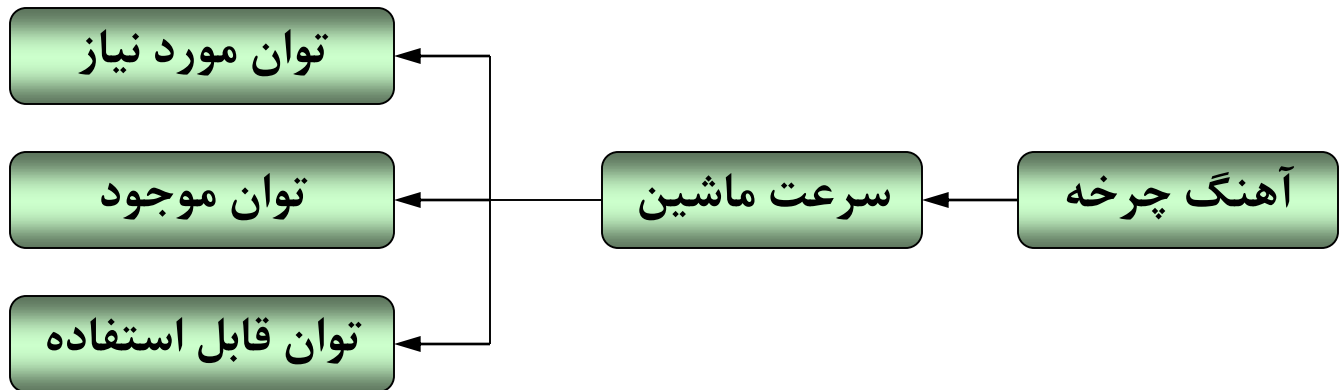 آهنگ چرخه
سرعت ماشین
توان مورد نیاز
توان موجود
توان قابل استفاده